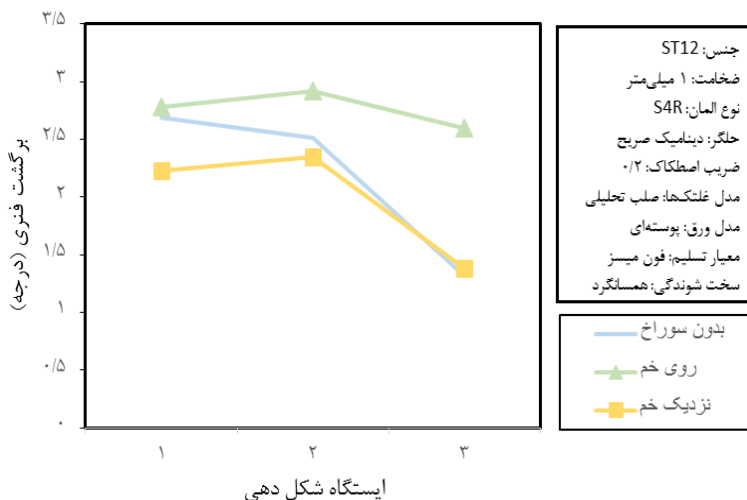 ۳/۵
۳
۲/۵
۲
۱/۵
۱
۰/۵
۰
برگشت فنری (درجه)
۱
۲
۳
ایستگاه شکل دهی
جنس: ST12
ضخامت: ۱ میلی‌متر
نوع المان: S4R
حلگر: دینامیک صریح
ضریب اصطکاک: ۰/۲
مدل غلتک‌ها: صلب تحلیلی
مدل ورق: پوسته‌ای
معیار تسلیم: فون میسز
سخت شوندگی: همسانگرد
بدون سوراخ
روی خم
نزدیک خم